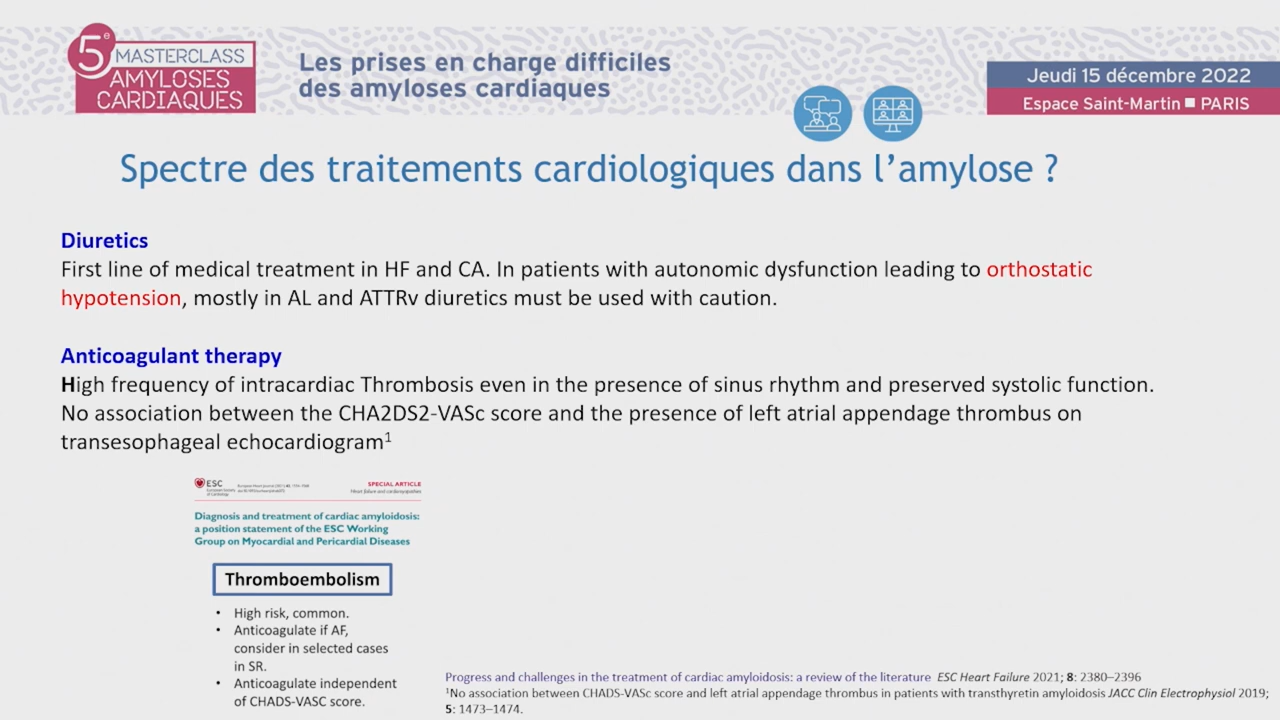 5e
MASTERCLASS
AMYLOSES
CARDIAQUES
Les prises en charge difficiles
des amyloses cardiaques
Jeudi 15 décembre 2022
Espace Saint-Martin ■ PARIS
Spectre des traitements cardiologiques dans l’amylose ?
Diuretics
First line of medical treatment in HF and CA. In patients with autonomic dysfunction leading to orthostatic
hypotension, mostly in AL and ATTRv diuretics must be used with caution.
Anticoagulant therapy
High frequency of intracardiac Thrombosis even in the presence of sinus rhythm and preserved systolic function.
No association between the CHA2DS2-VASc score and the presence of left atrial appendage thrombus on
transesophageal echocardiogram1
ESC
European Society
of Cardiology
SPECIAL ARTICLE
Heart failure and cardiomyopathies
Diagnosis and treatment of cardiac amyloidosis:
a position statement of the ESC Working
Group on Myocardial and Pericardial Diseases
Thromboembolism
• High risk, common.
• Anticoagulate if AF,
consider in selected cases
in SR.
• Anticoagulate independent
of CHADS-VASC score.
Progress and challenges in the treatment of cardiac amyloidosis: a review of the literature ESC Heart Failure 2021; 8: 2380–2396
1No association between CHADS-VASc score and left atrial appendage thrombus in patients with transthyretin amyloidosis JACC Clin Electrophysiol 2019;
5: 1473–1474.